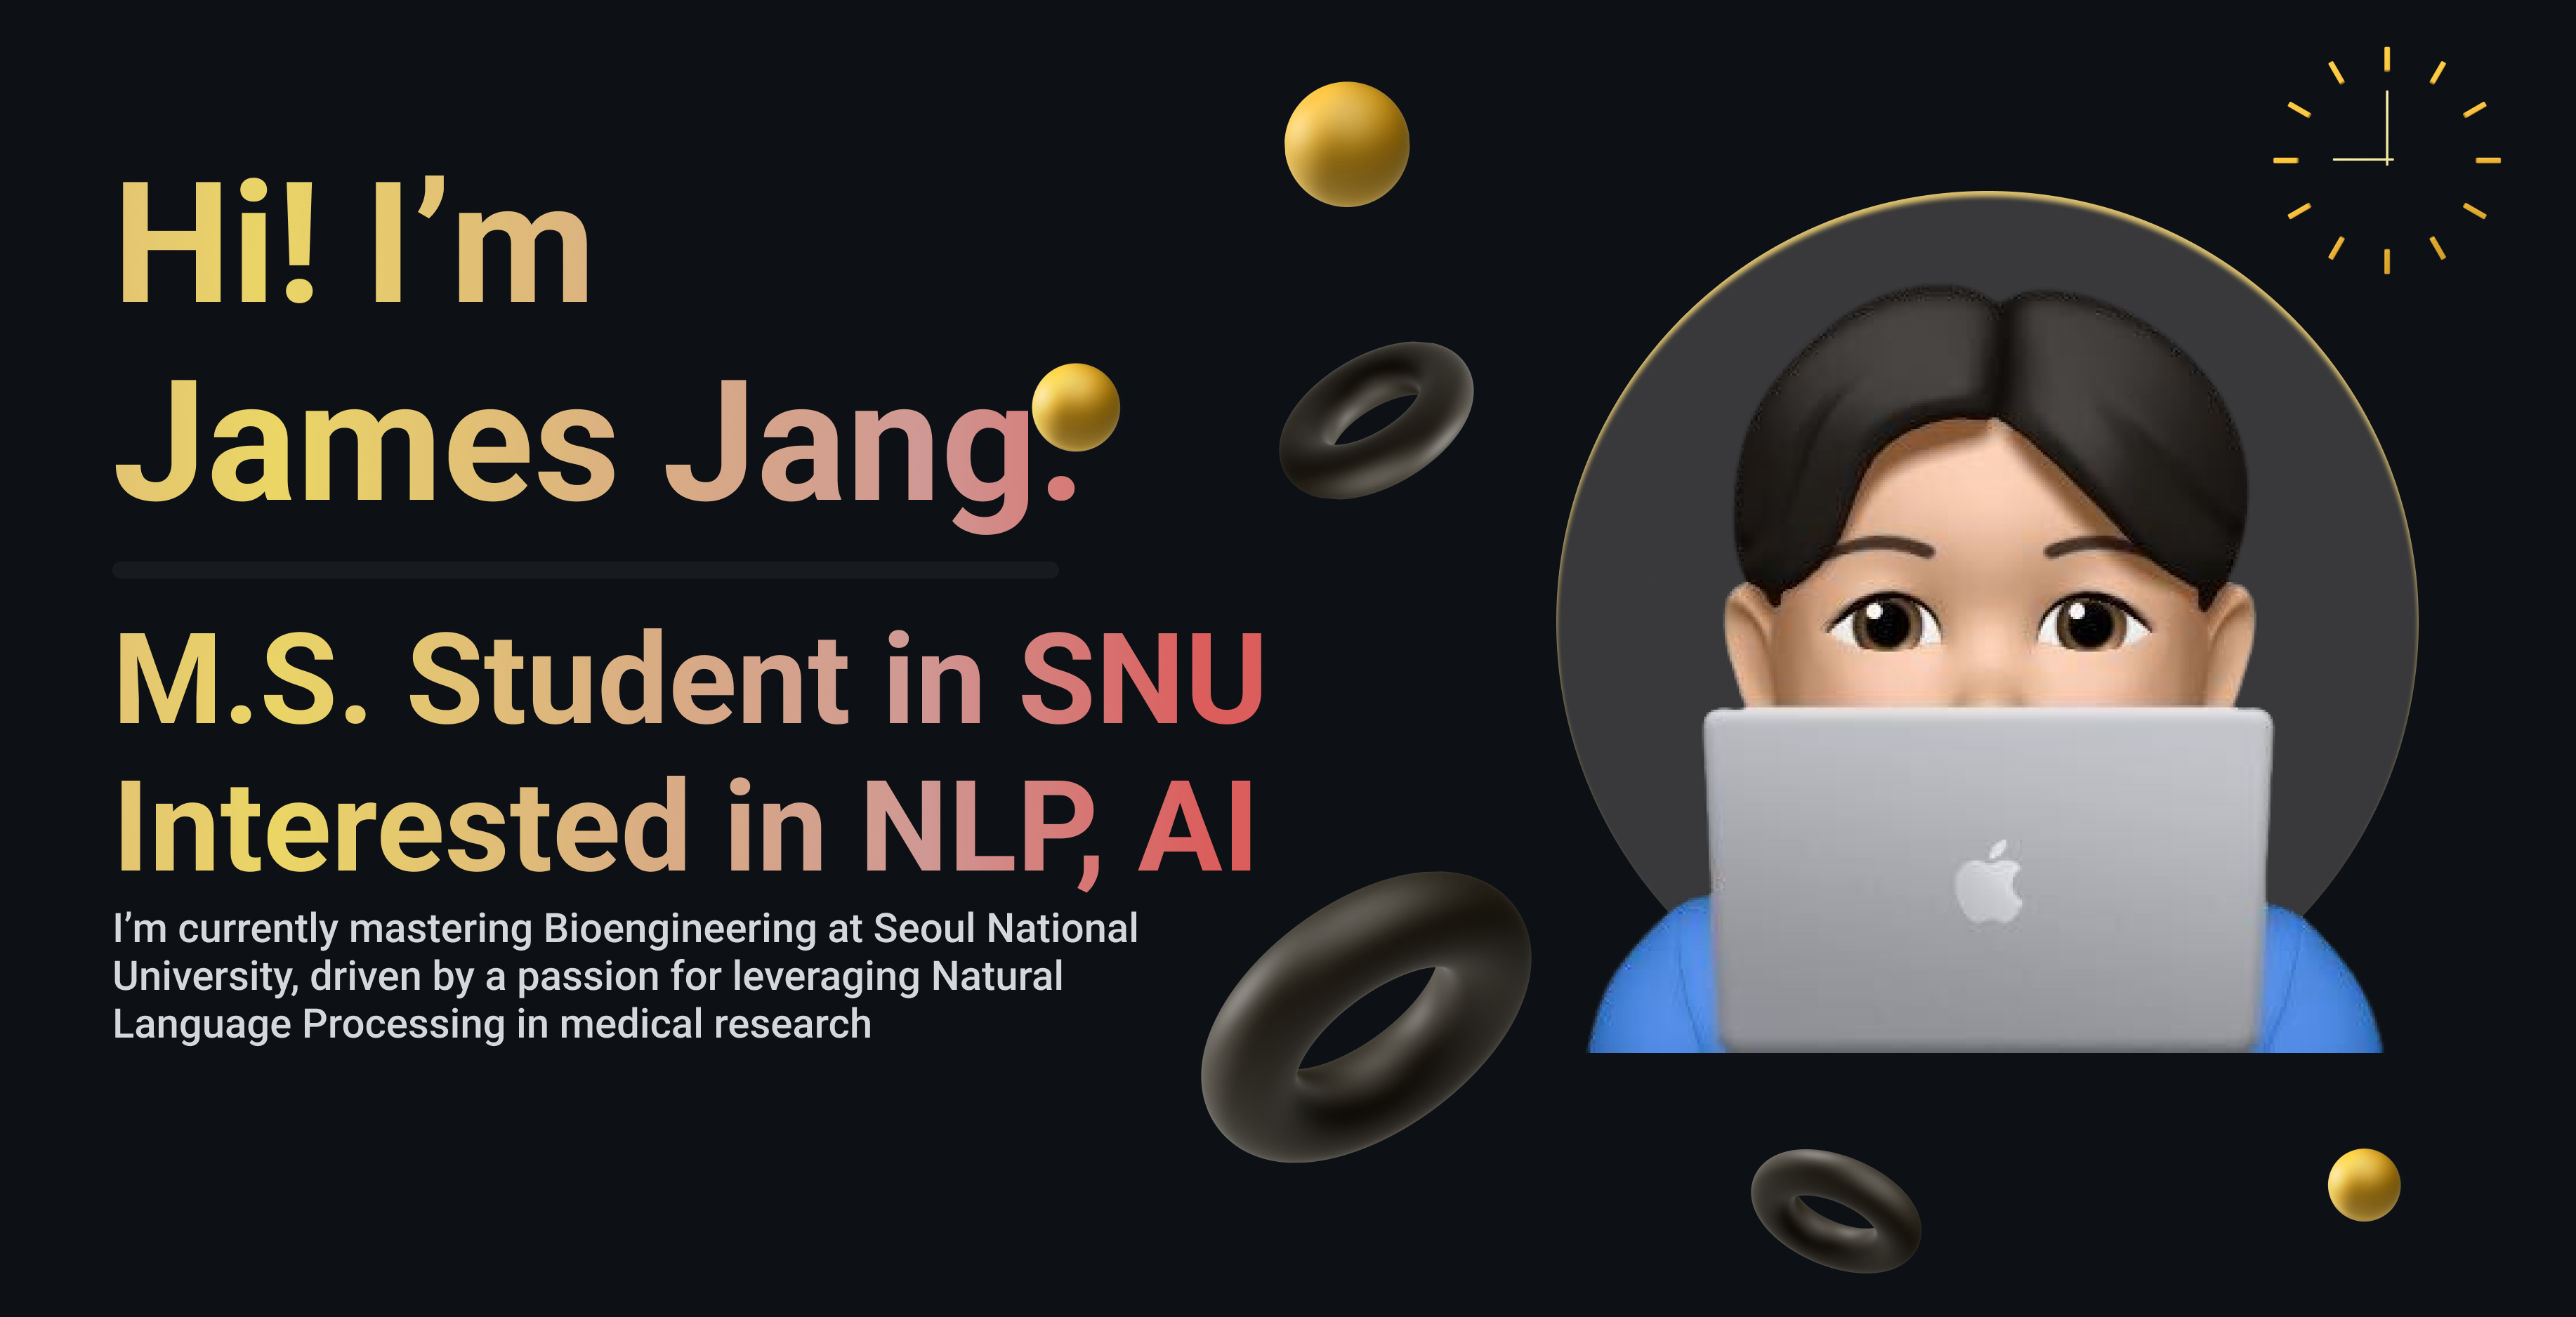 Hi! I’m
James Jang.
M.S. Student in SNU
Interested in NLP, AI
I’m currently mastering Bioengineering at Seoul National
University, driven by a passion for leveraging Natural
Language Processing in medical research